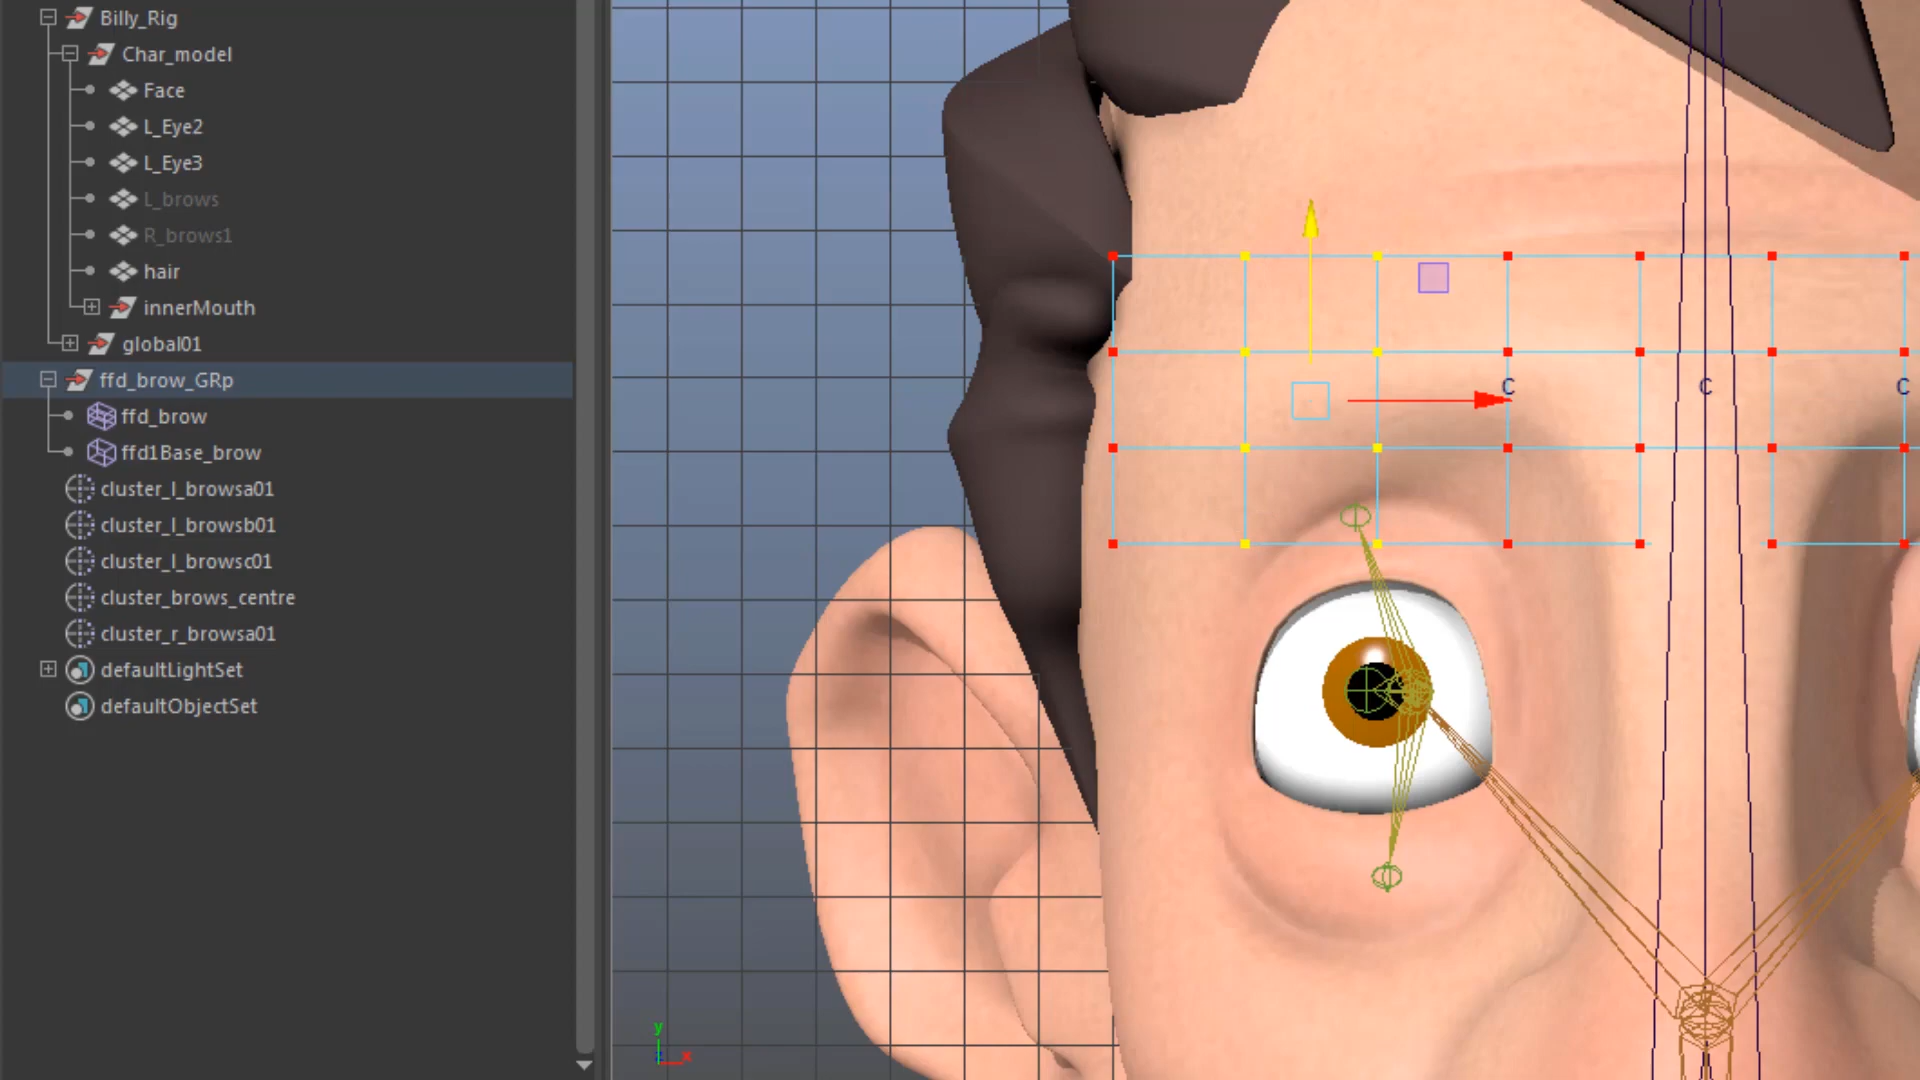 Billy_Rig
Char_model
Face
L_Eye2
L_Eye3
L_brows
R_brows1
hair
innerMouth
global01
ffd_brow_GRp
ffd_brow
ffd1Base_brow
cluster_l_browsa01
cluster_l_browsb01
cluster_l_browsc01
cluster_brows_centre
cluster_r_browsa01
defaultLightSet
defaultObjectSet
C C C
y
z x